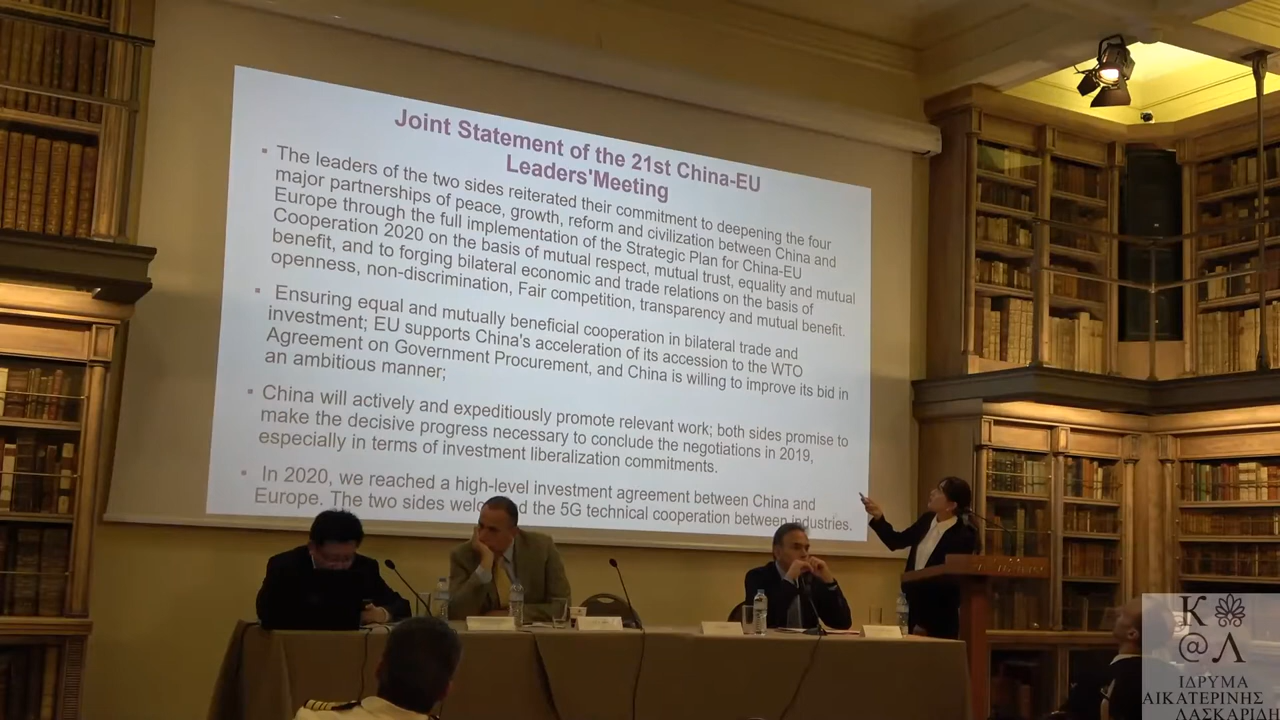 Joint Statement of the 21st China-EU
Leaders'Meeting
▪ The leaders of the two sides reiterated their commitment to deepening the four
major partnerships of peace, growth, reform and civilization between China and
Europe through the full implementation of the Strategic Plan for China-EU
Cooperation 2020 on the basis of mutual respect, mutual trust, equality and mutual
benefit, and to forging bilateral economic and trade relations on the basis of
openness, non-discrimination, Fair competition, transparency and mutual benefit.
▪ Ensuring equal and mutually beneficial cooperation in bilateral trade and
investment; EU supports China's acceleration of its accession to the WTO
Agreement on Government Procurement, and China is willing to improve its bid in
an ambitious manner;
▪ China will actively and expeditiously promote relevant work; both sides promise to
make the decisive progress necessary to conclude the negotiations in 2019,
especially in terms of investment liberalization commitments.
▪ In 2020, we reached a high-level investment agreement between China and
Europe. The two sides the 5G technical cooperation between industries.
Κ
@ Λ
ΙΔΡΥΜΑ
ΑΙΚΑΤΕΡΙΝΗΣ
ΛΑΣΚΑΡΙΔΗ